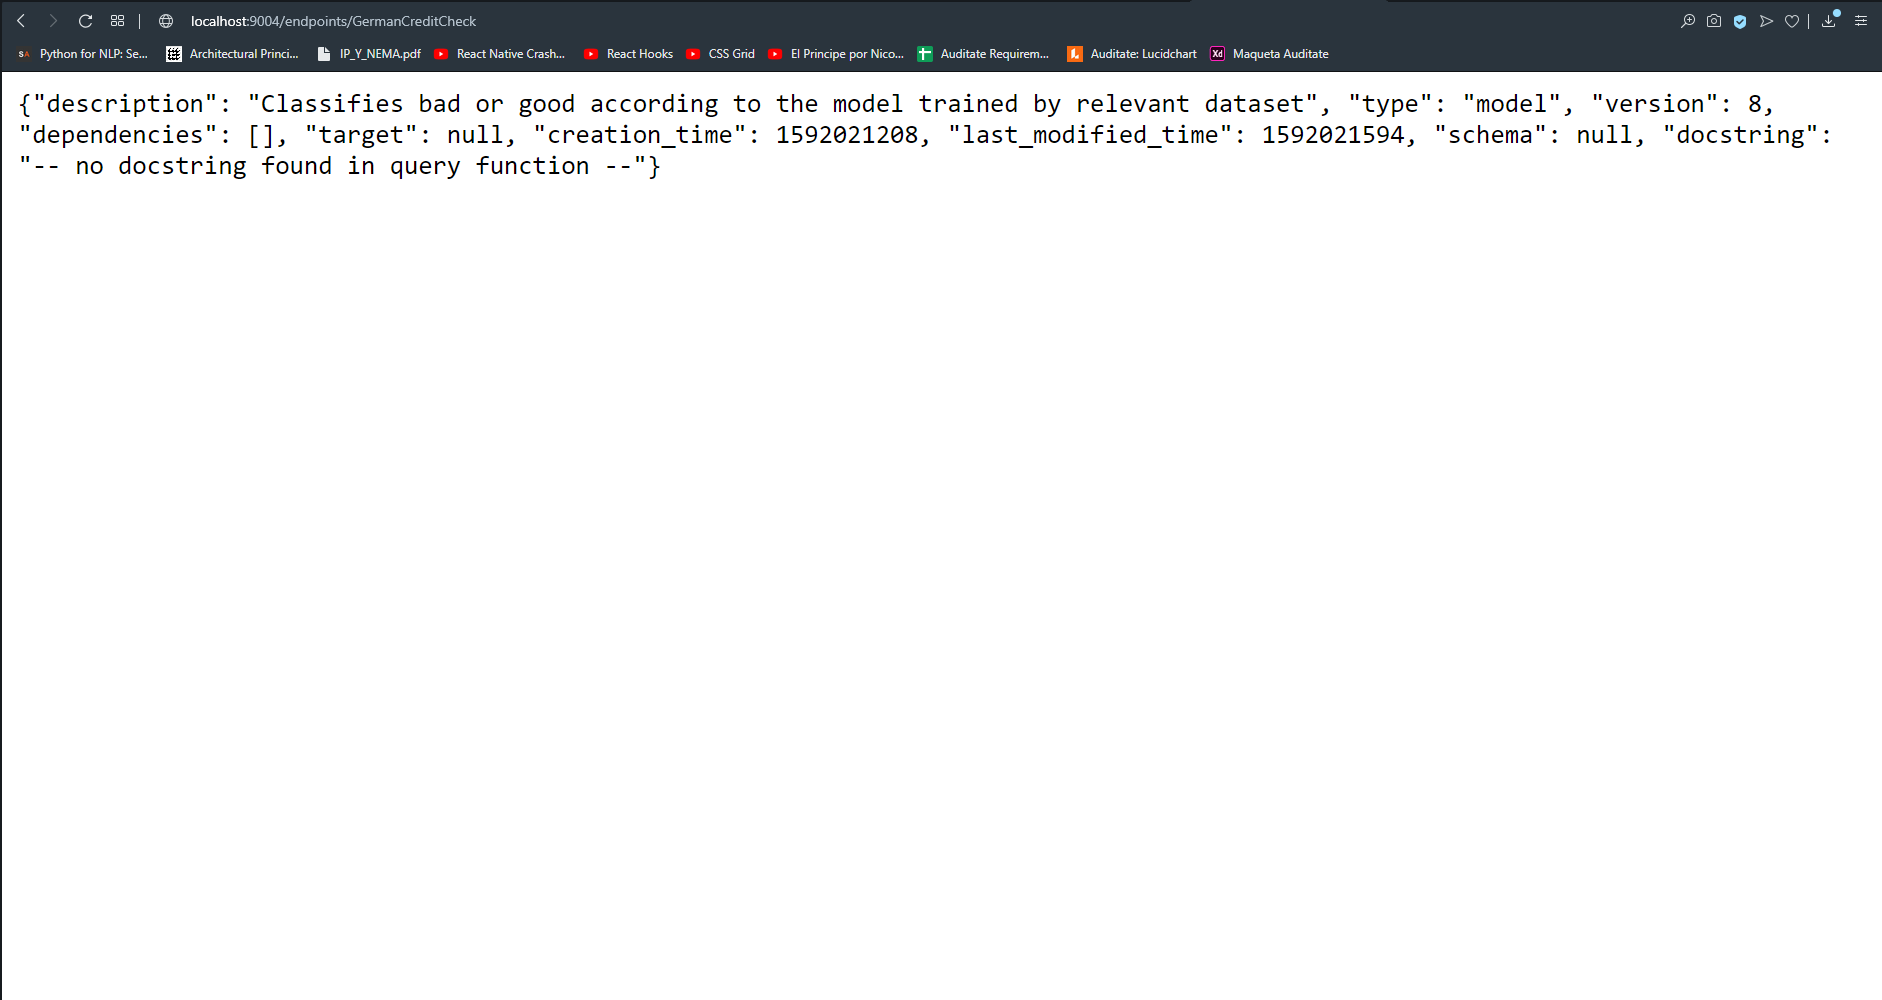 localhost:9004/endpoints/GermanCreditCheck
SA Python for NLP: Se... Architectural Princi... IP_Y_NEMA.pdf React Native Crash... React Hooks CSS Grid El Principe por Nico... Auditate Requirem... Auditate: Lucidchart Xd Maqueta Auditate
{"description": "Classifies bad or good according to the model trained by relevant dataset", "type": "model", "version": 8,
"dependencies": [], "target": null, "creation_time": 1592021208, "last_modified_time": 1592021594, "schema": null, "docstring":
"-- no docstring found in query function --"}